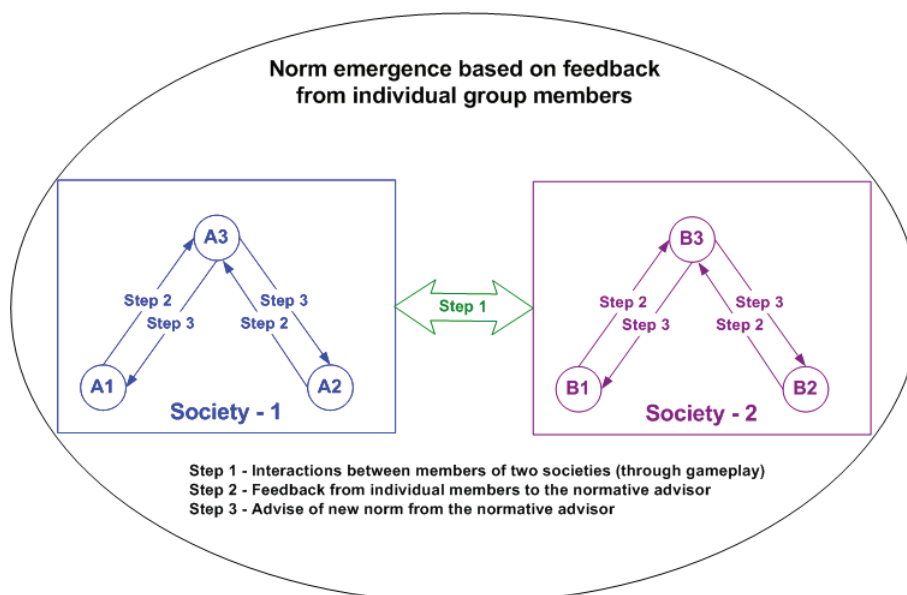 Norm emergence based on feedback
from individual group members
A3
Step 2
Step 3
Step 3
Step 2
A1
A2
Society - 1
Step 1
B3
Step 2
Step 3
Step 3
Step 2
B1
B2
Society - 2
Step 1 - Interactions between members of two societies (through gameplay)
Step 2 - Feedback from individual members to the normative advisor
Step 3 - Advise of new norm from the normative advisor